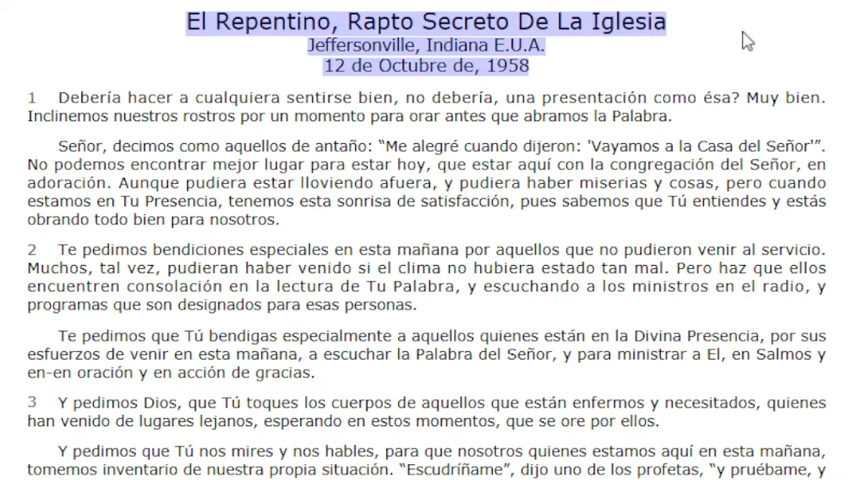 El Repentino, Rapto Secreto De La Iglesia
Jeffersonville, Indiana E.U.A.
12 de Octubre de, 1958
1 Debería hacer a cualquiera sentirse bien, no debería, una presentación como ésa? Muy bien.
Inclinemos nuestros rostros por un momento para orar antes que abramos la Palabra.
Señor, decimos como aquellos de antaño: “Me alegré cuando dijeron: 'Vayamos a la Casa del Señor'”.
No podemos encontrar mejor lugar para estar hoy, que estar aquí con la congregación del Señor, en
adoración. Aunque pudiera estar lloviendo afuera, y pudiera haber miserias y cosas, pero cuando
estamos en Tu Presencia, tenemos esta sonrisa de satisfacción, pues sabemos que Tú entiendes y estás
obrando todo bien para nosotros.
2 Te pedimos bendiciones especiales en esta mañana por aquellos que no pudieron venir al servicio.
Muchos, tal vez, pudieran haber venido si el clima no hubiera estado tan mal. Pero haz que ellos
encuentren consolación en la lectura de Tu Palabra, y escuchando a los ministros en el radio, y
programas que son designados para esas personas.
Te pedimos que Tú bendigas especialmente a aquellos quienes están en la Divina Presencia, por sus
esfuerzos de venir en esta mañana, a escuchar la Palabra del Señor, y para ministrar a El, en Salmos y
en-en oración y en acción de gracias.
3 Y pedimos Dios, que Tú toques los cuerpos de aquellos que están enfermos y necesitados, quienes
han venido de lugares lejanos, esperando en estos momentos, que se ore por ellos.
Y pedimos que Tú nos mires y nos hables, para que nosotros quienes estamos aquí en esta mañana,
tomemos inventario de nuestra propia situación. “Escudríñame”, dijo uno de los profetas, “y pruébame, y